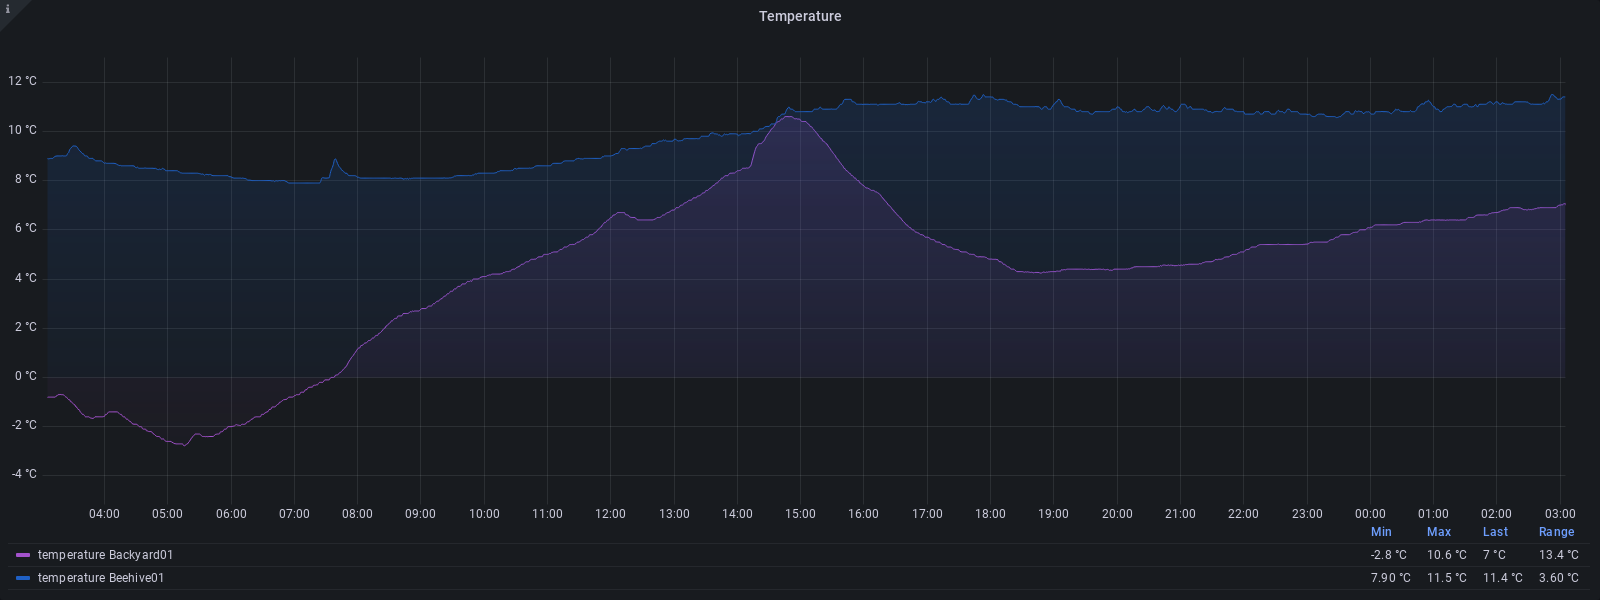 i
Temperature
12 °C
10 °C
8 °C
6 °C
4 °C
2 °C
0 °C
-2 °C
-4 °C
04:00 05:00 06:00 07:00 08:00 09:00 10:00 11:00 12:00 13:00 14:00 15:00 16:00 17:00 18:00 19:00 20:00 21:00 22:00 23:00 00:00 01:00 02:00 03:00
Min Max Last Range
temperature Backyard01 -2.8 °C 10.6 °C 7 °C 13.4 °C
temperature Beehive01 7.90 °C 11.5 °C 11.4 °C 3.60 °C